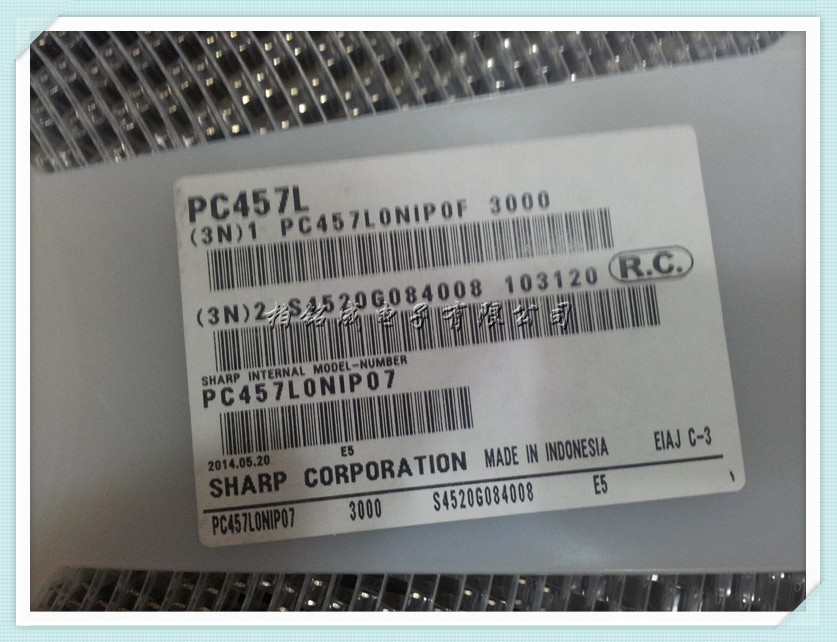 PC457L
(3N)1 PC457L0NIP0F 3000
(3N)2 S4520G084008 103120 R.C.
柏铭威电子有限公司
SHARP INTERNAL MODEL-NUMBER
PC457L0NIP07
2014.05.20 E5
SHARP CORPORATION MADE IN INDONESIA EIAJ C-3
PC457L0NIP07 3000 S4520G084008 E5